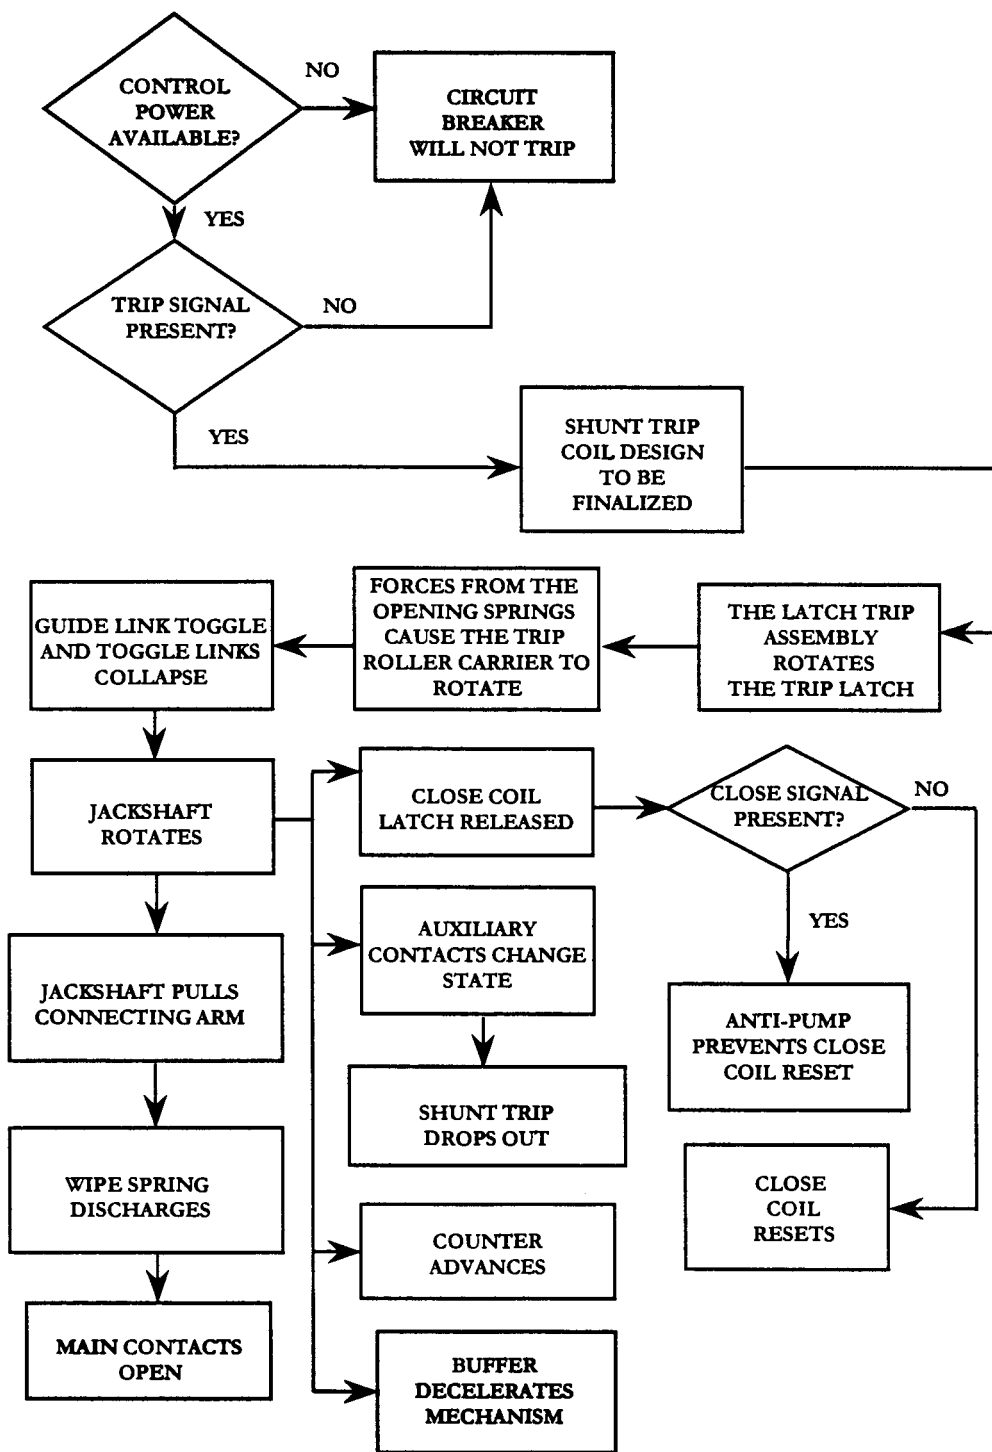 CONTROL
POWER
AVAILABLE?
NO
CIRCUIT
BREAKER
WILL NOT TRIP
YES
TRIP SIGNAL
PRESENT?
NO
YES
SHUNT TRIP
COIL DESIGN
TO BE
FINALIZED
GUIDE LINK TOGGLE
AND TOGGLE LINKS
COLLAPSE
FORCES FROM THE
OPENING SPRINGS
CAUSE THE TRIP
ROLLER CARRIER TO
ROTATE
THE LATCH TRIP
ASSEMBLY
ROTATES
THE TRIP LATCH
JACKSHAFT
ROTATES
CLOSE COIL
LATCH RELEASED
CLOSE SIGNAL
PRESENT?
NO
YES
AUXILIARY
CONTACTS CHANGE
STATE
JACKSHAFT PULLS
CONNECTING ARM
ANTI-PUMP
PREVENTS CLOSE
COIL RESET
SHUNT TRIP
DROPS OUT
WIPE SPRING
DISCHARGES
CLOSE
COIL
RESETS
COUNTER
ADVANCES
MAIN CONTACTS
OPEN
BUFFER
DECELERATES
MECHANISM